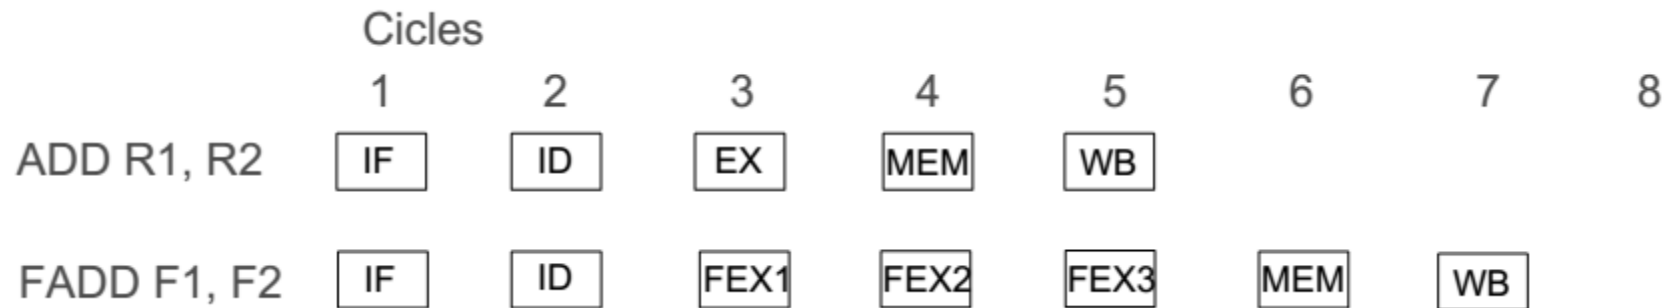 Cicles
1 2 3 4 5 6 7 8
ADD R1, R2 IF ID EX MEM WB
FADD F1, F2 IF ID FEX1 FEX2 FEX3 MEM WB